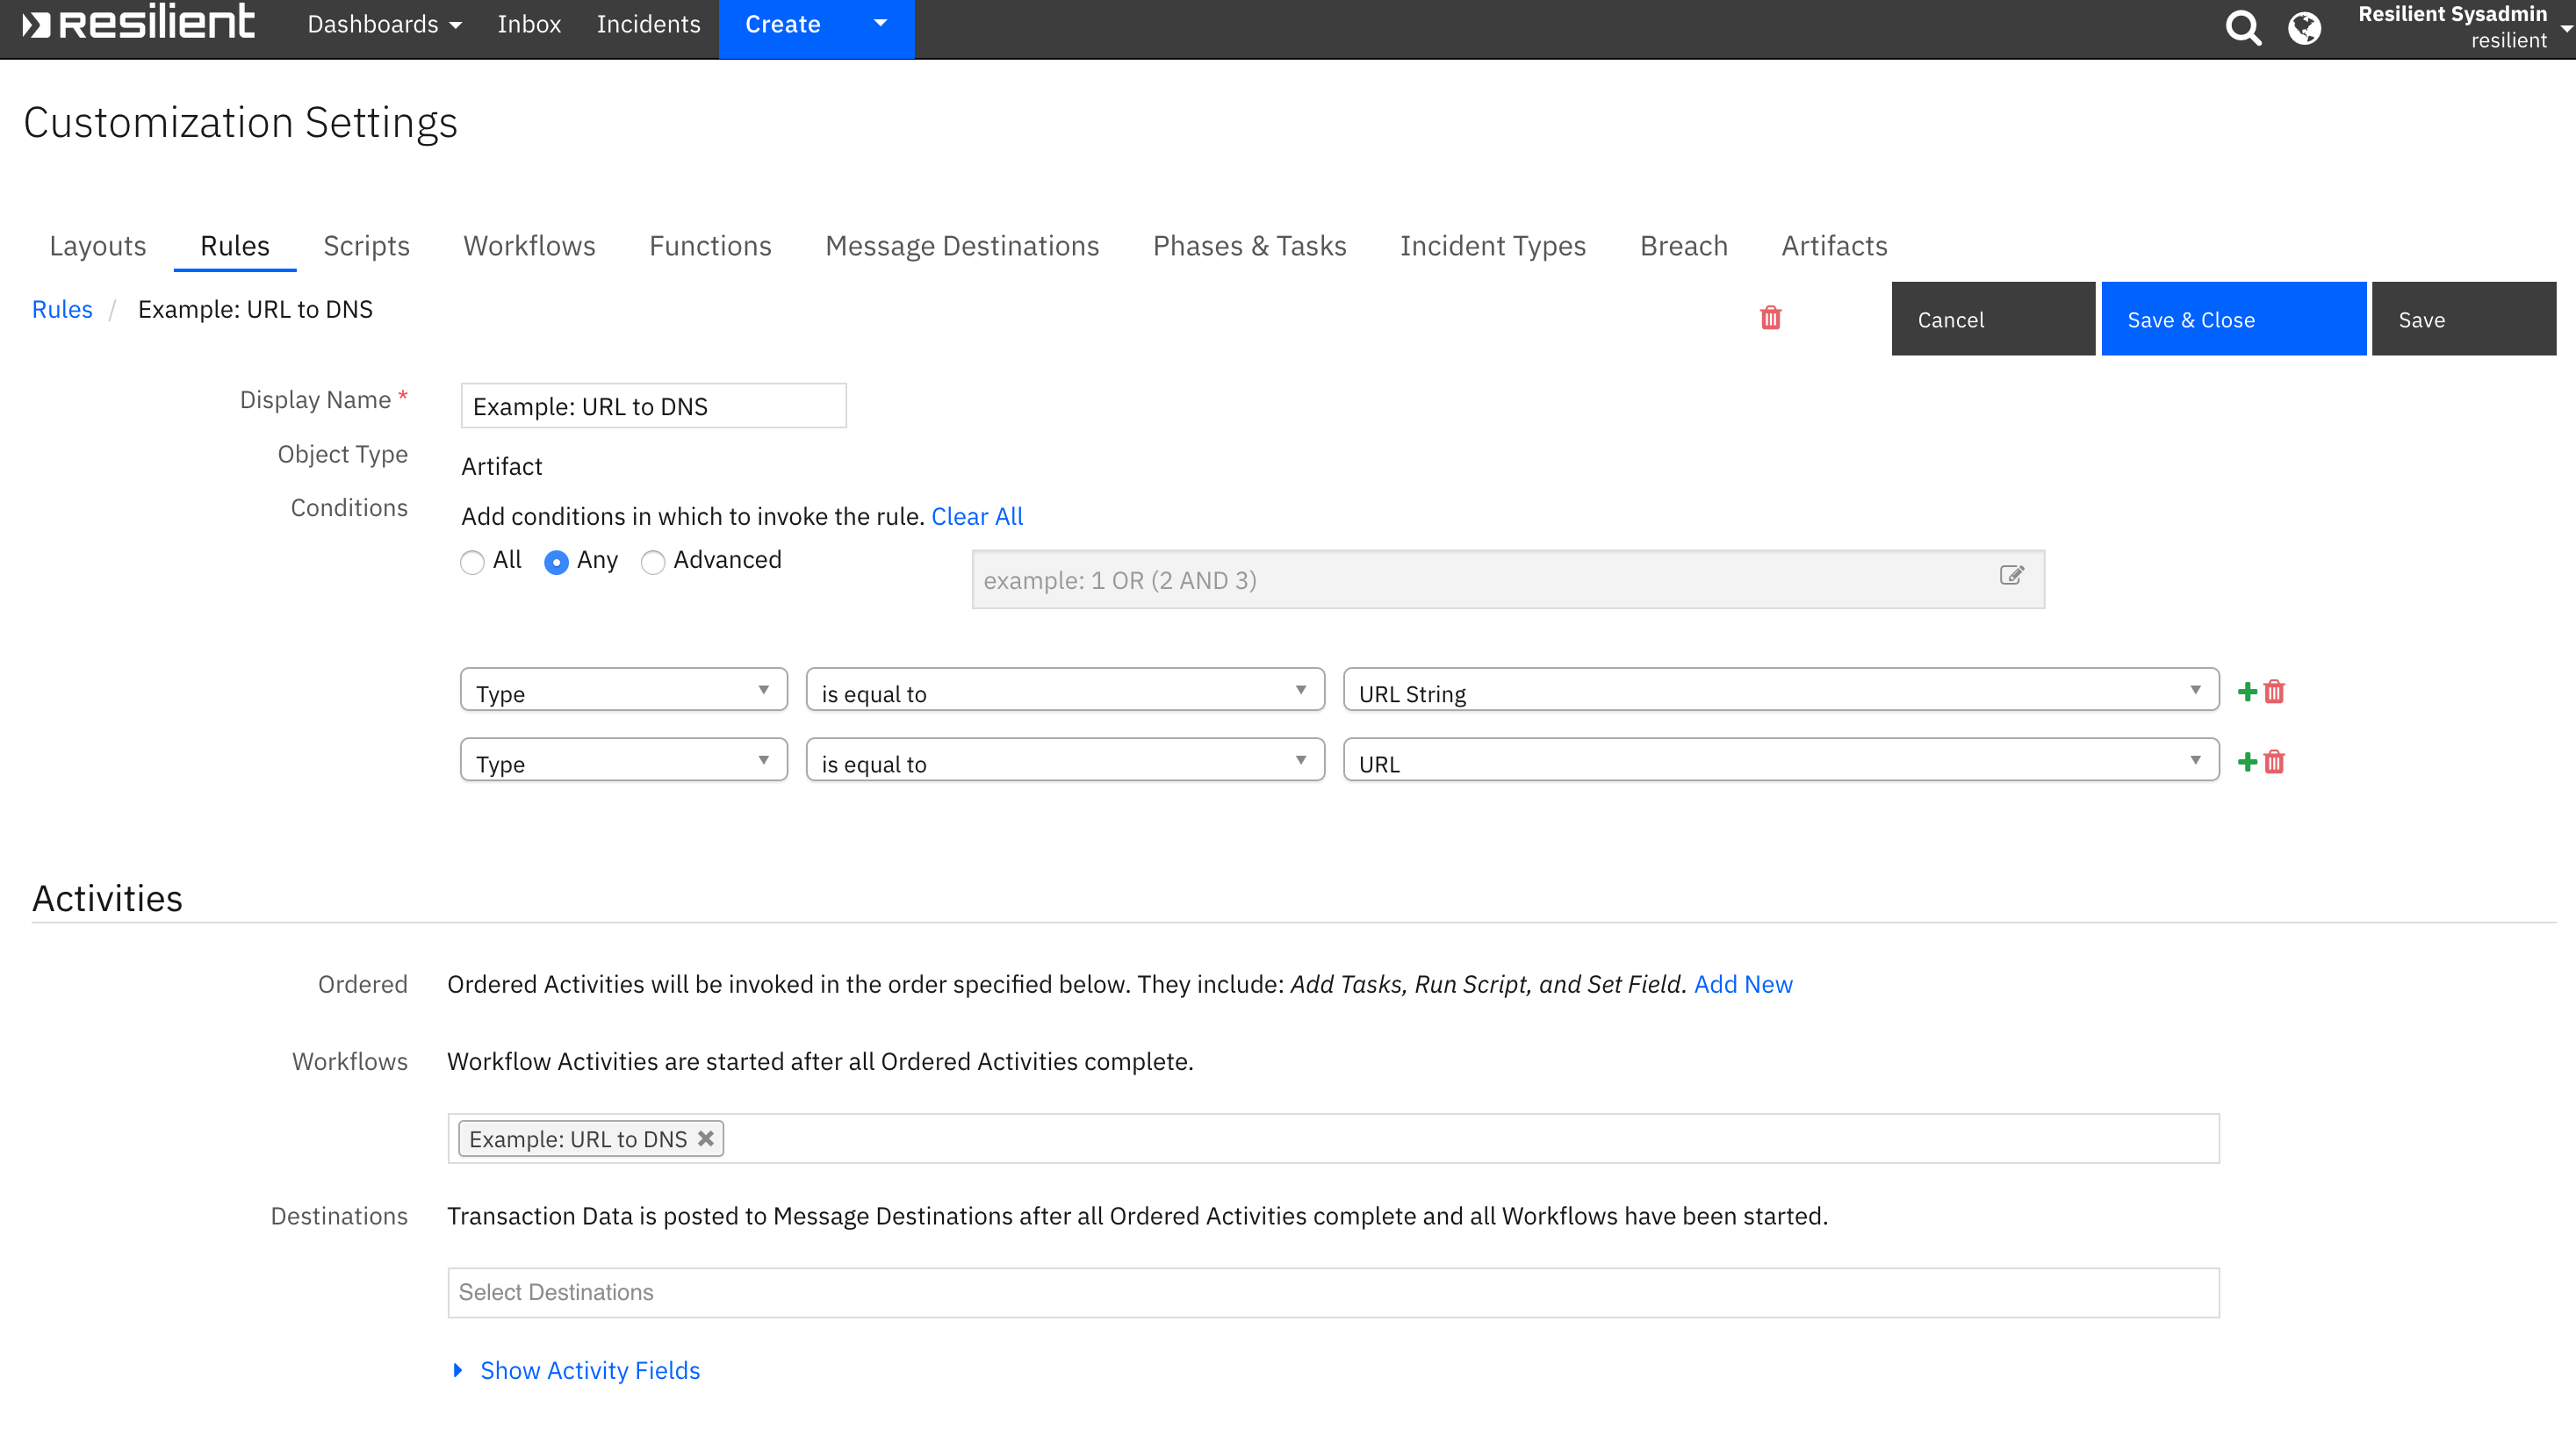 Resilient Dashboards Inbox Incidents Create Resilient Sysadmin
resilient
Customization Settings
Layouts Rules Scripts Workflows Functions Message Destinations Phases & Tasks Incident Types Breach Artifacts
Rules / Example: URL to DNS Cancel Save & Close Save
Display Name * Example: URL to DNS
Object Type Artifact
Conditions Add conditions in which to invoke the rule. Clear All
All Any Advanced example: 1 OR (2 AND 3)
Type is equal to URL String
Type is equal to URL
Activities
Ordered Ordered Activities will be invoked in the order specified below. They include: Add Tasks, Run Script, and Set Field. Add New
Workflows Workflow Activities are started after all Ordered Activities complete.
Example: URL to DNS
Destinations Transaction Data is posted to Message Destinations after all Ordered Activities complete and all Workflows have been started.
Select Destinations
Show Activity Fields